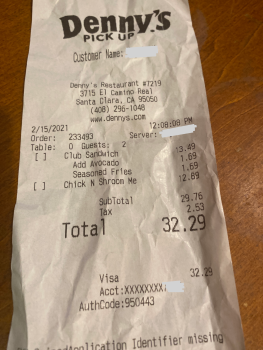 Denny's
PICK UP
Customer Name:
Denny's Restaurant #7219
3715 El Camino Real
Santa Clara, CA 95050
(408) 296-1048
www.dennys.com
2/15/2021 12:08:08 PM
Order: 233493 Server:
Table: 0 Guests: 2
[ ] Club Sandwich 13.49
Add Avocado 1.69
Seasoned Fries 1.69
[ ] Chick N Shroom Me 12.89
SubTotal 29.76
Tax 2.53
Total 32.29
Visa 32.29
Acct:XXXXXXXX
AuthCode:950443
Application Identifier missing